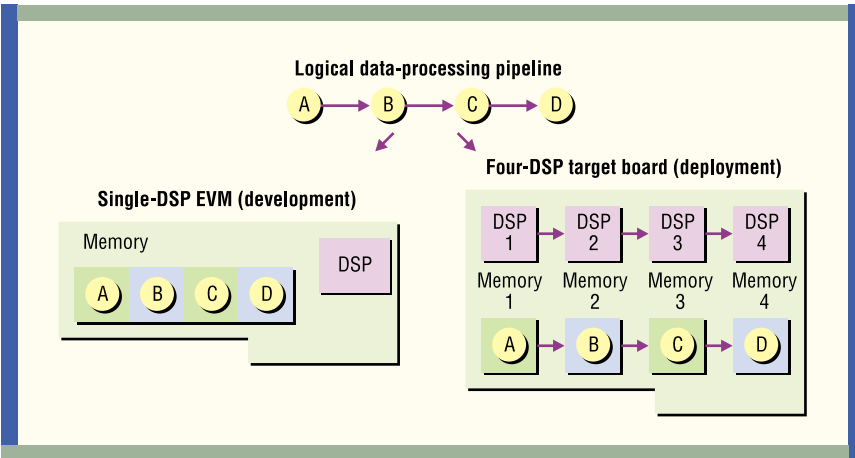 Logical data-processing pipeline
A B C D
Single-DSP EVM (development)
Memory
DSP
A B C D
Four-DSP target board (deployment)
DSP DSP DSP DSP
1 2 3 4
Memory Memory Memory Memory
1 2 3 4
A B C D